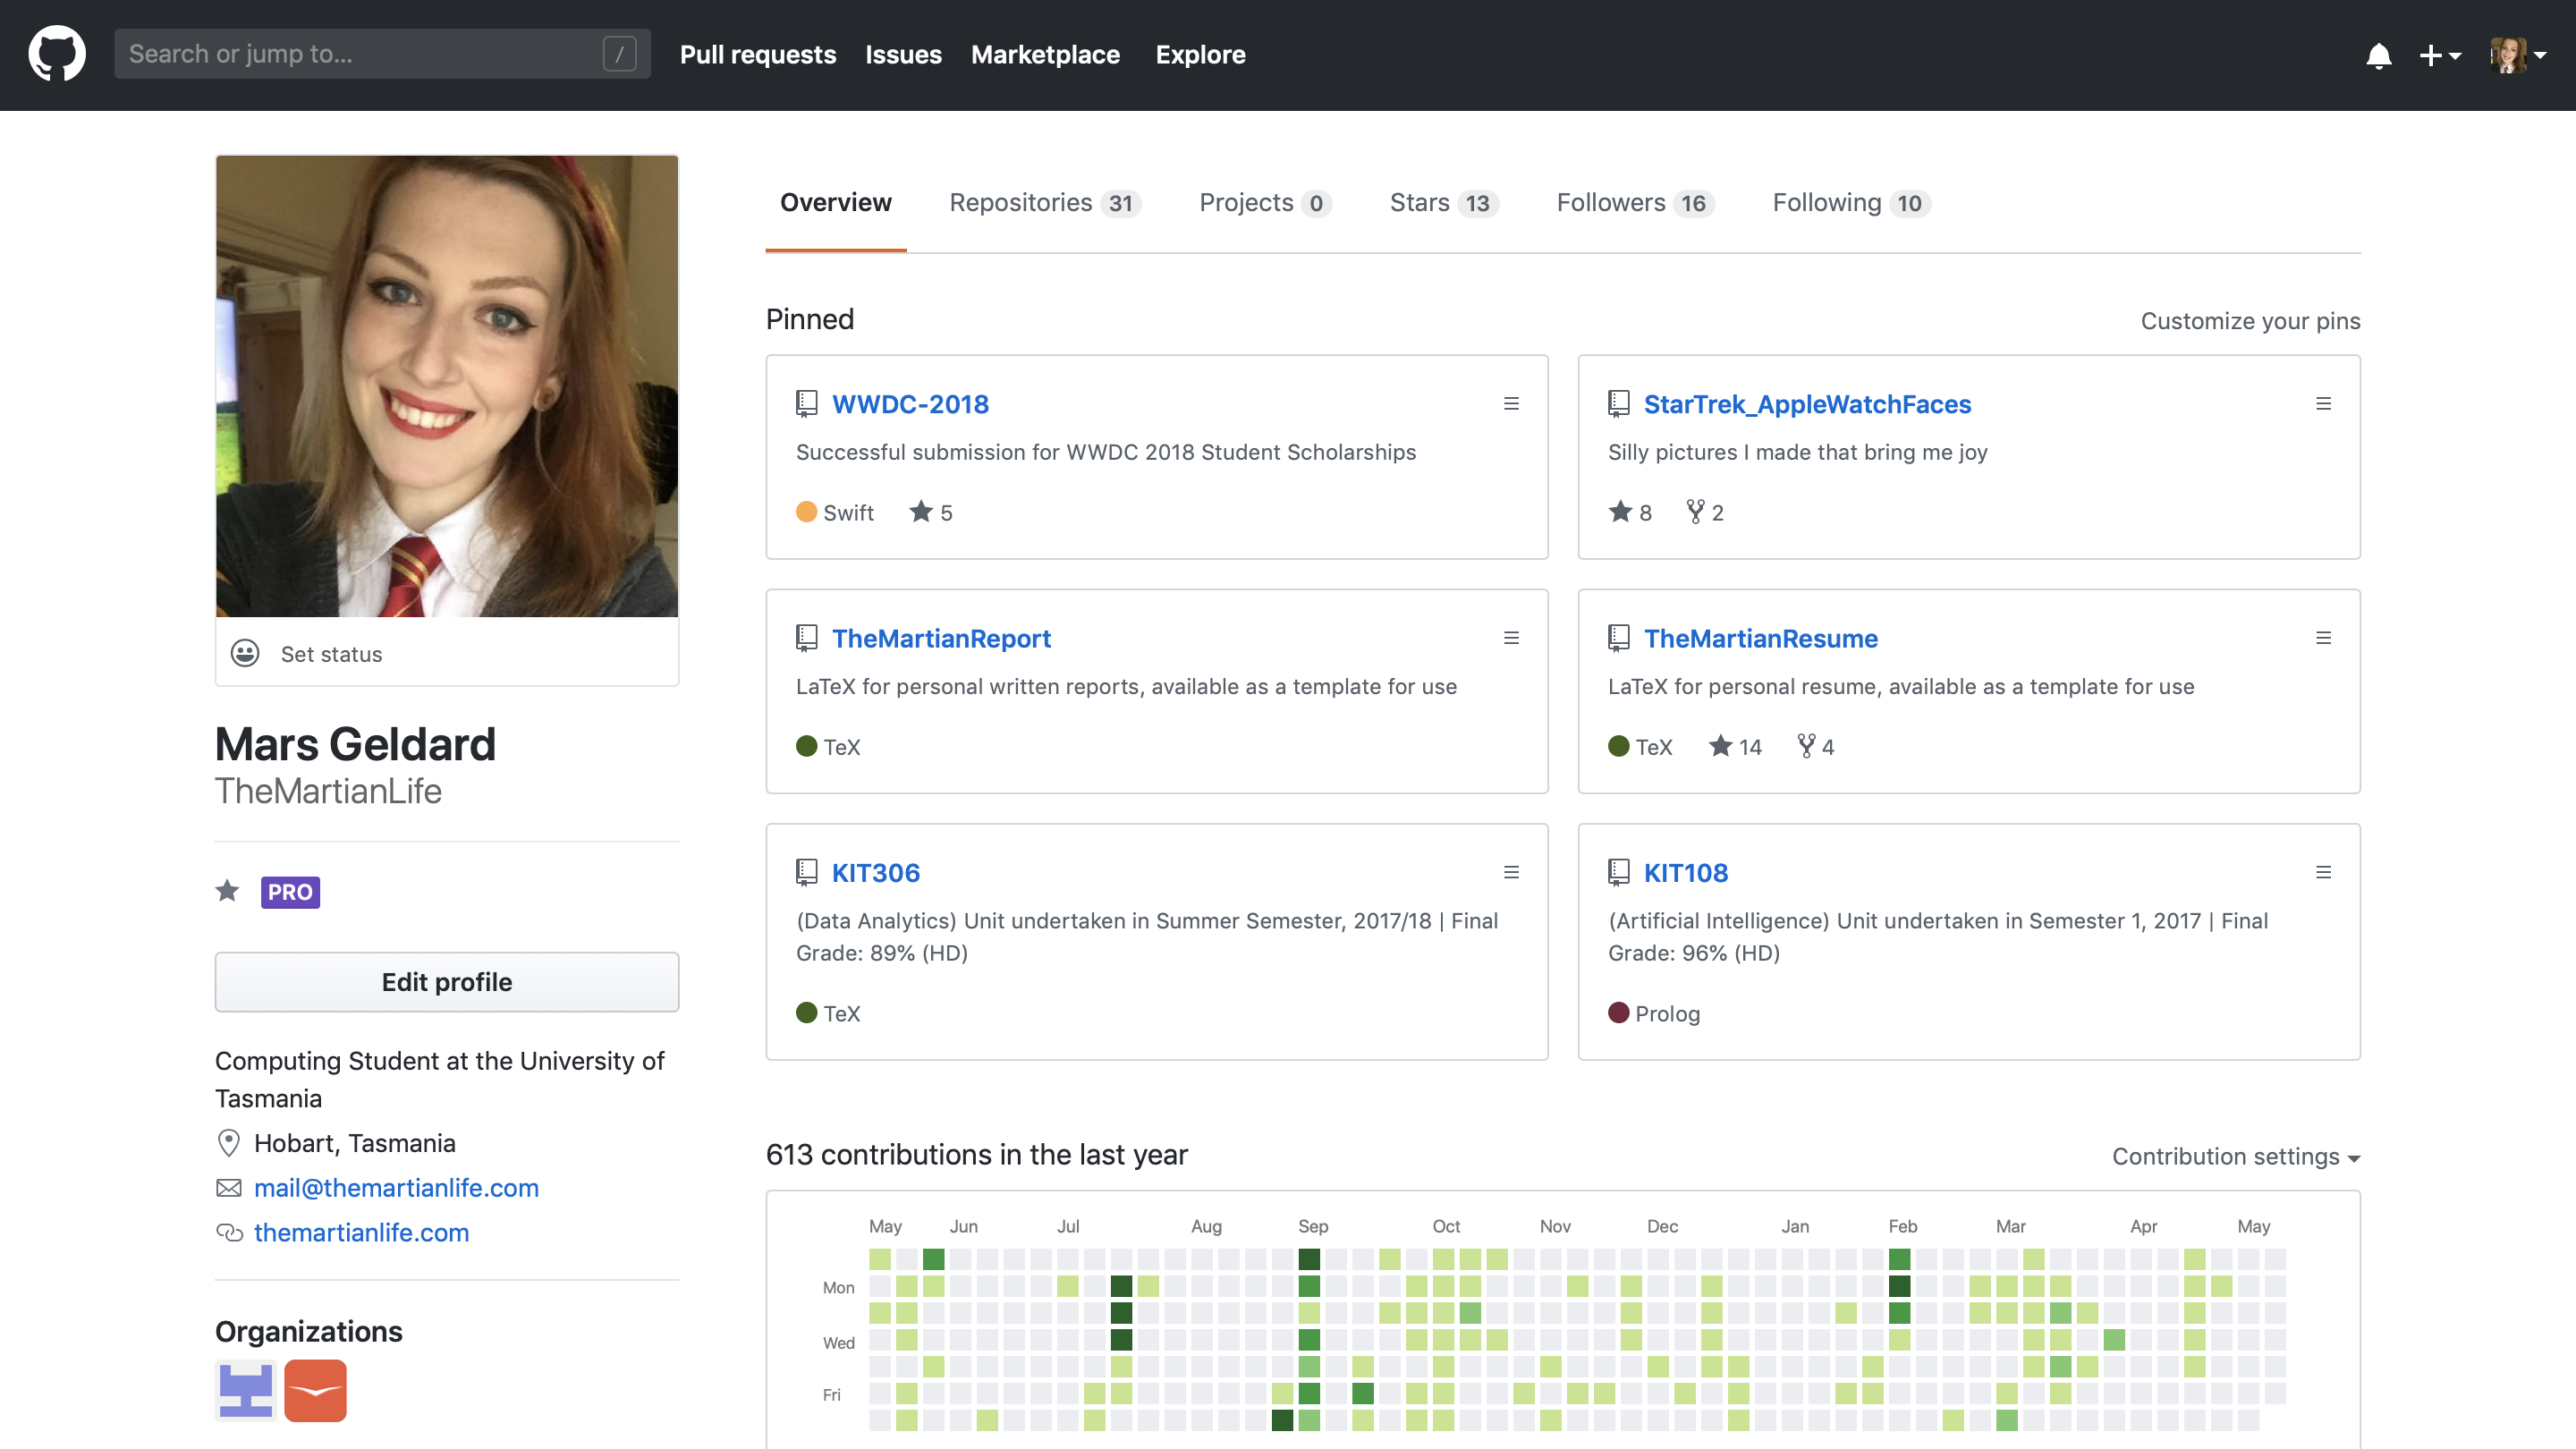 Search or jump to... /
Pull requests Issues Marketplace Explore
Overview Repositories 31 Projects 0 Stars 13 Followers 16 Following 10
Set status
Mars Geldard
TheMartianLife
PRO
Edit profile
Computing Student at the University of
Tasmania
Hobart, Tasmania
mail@themartianlife.com
themartianlife.com
Organizations
Pinned
Customize your pins
WWDC-2018
Successful submission for WWDC 2018 Student Scholarships
Swift 5
StarTrek_AppleWatchFaces
Silly pictures I made that bring me joy
8 2
TheMartianReport
LaTeX for personal written reports, available as a template for use
TeX
TheMartianResume
LaTeX for personal resume, available as a template for use
TeX 14 4
KIT306
(Data Analytics) Unit undertaken in Summer Semester, 2017/18 | Final
Grade: 89% (HD)
TeX
KIT108
(Artificial Intelligence) Unit undertaken in Semester 1, 2017 | Final
Grade: 96% (HD)
Prolog
613 contributions in the last year
Contribution settings
May Jun Jul Aug Sep Oct Nov Dec Jan Feb Mar Apr May
Mon
Wed
Fri